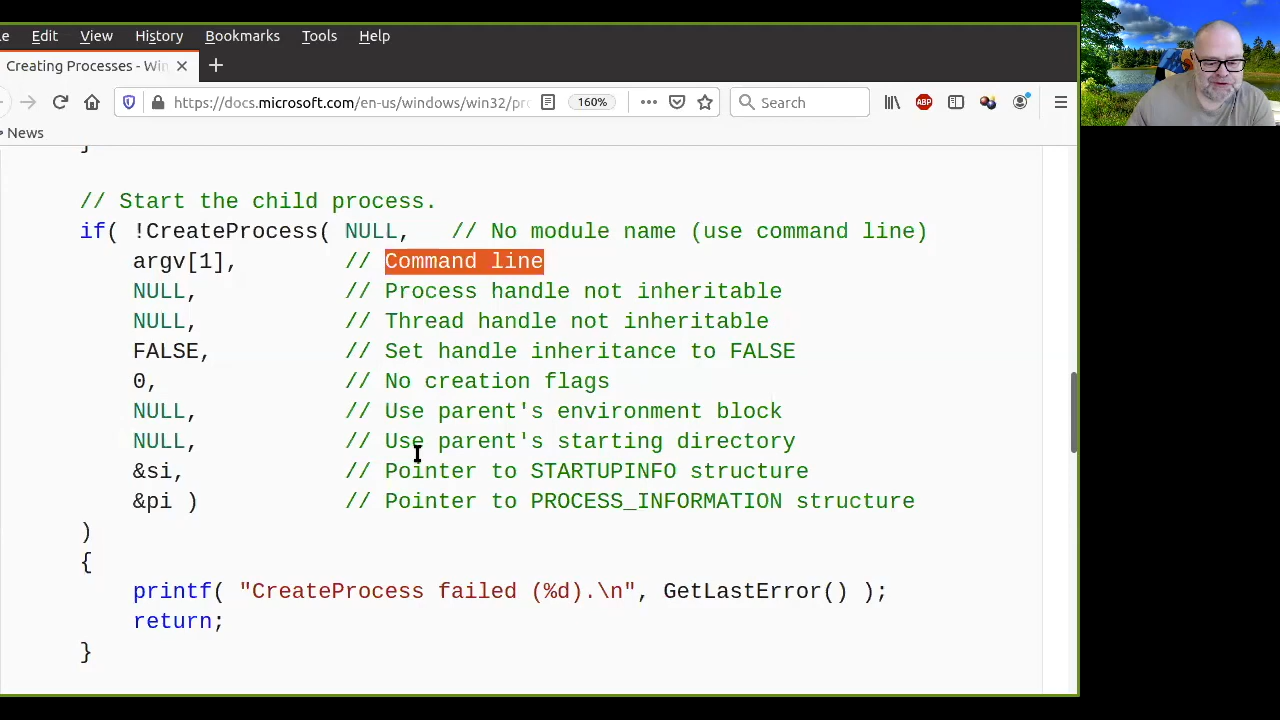 le Edit View History Bookmarks Tools Help
Creating Processes - Win
https://docs.microsoft.com/en-us/windows/win32/pro 160% Search ABP
News
}
// Start the child process.
if( !CreateProcess( NULL,   // No module name (use command line)
argv[1],        // Command line
NULL,           // Process handle not inheritable
NULL,           // Thread handle not inheritable
FALSE,          // Set handle inheritance to FALSE
0,              // No creation flags
NULL,           // Use parent's environment block
NULL,           // Use parent's starting directory
&si,            // Pointer to STARTUPINFO structure
&pi )           // Pointer to PROCESS_INFORMATION structure
)
{
printf( "CreateProcess failed (%d).\n", GetLastError() );
return;
}